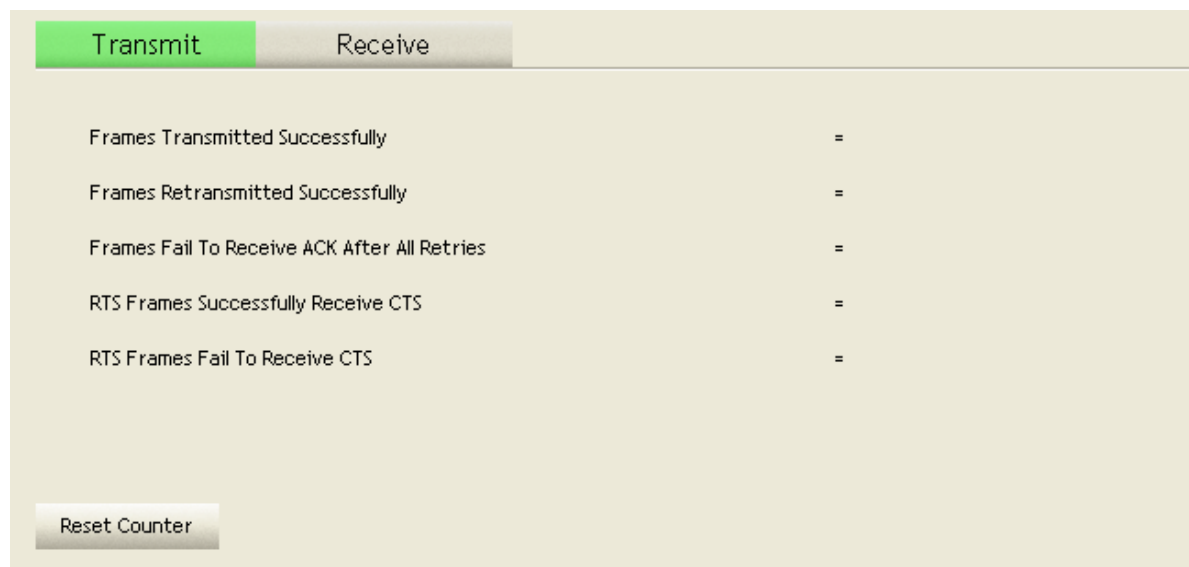 Transmit Receive
Frames Transmitted Successfully =
Frames Retransmitted Successfully =
Frames Fail To Receive ACK After All Retries =
RTS Frames Successfully Receive CTS =
RTS Frames Fail To Receive CTS =
Reset Counter